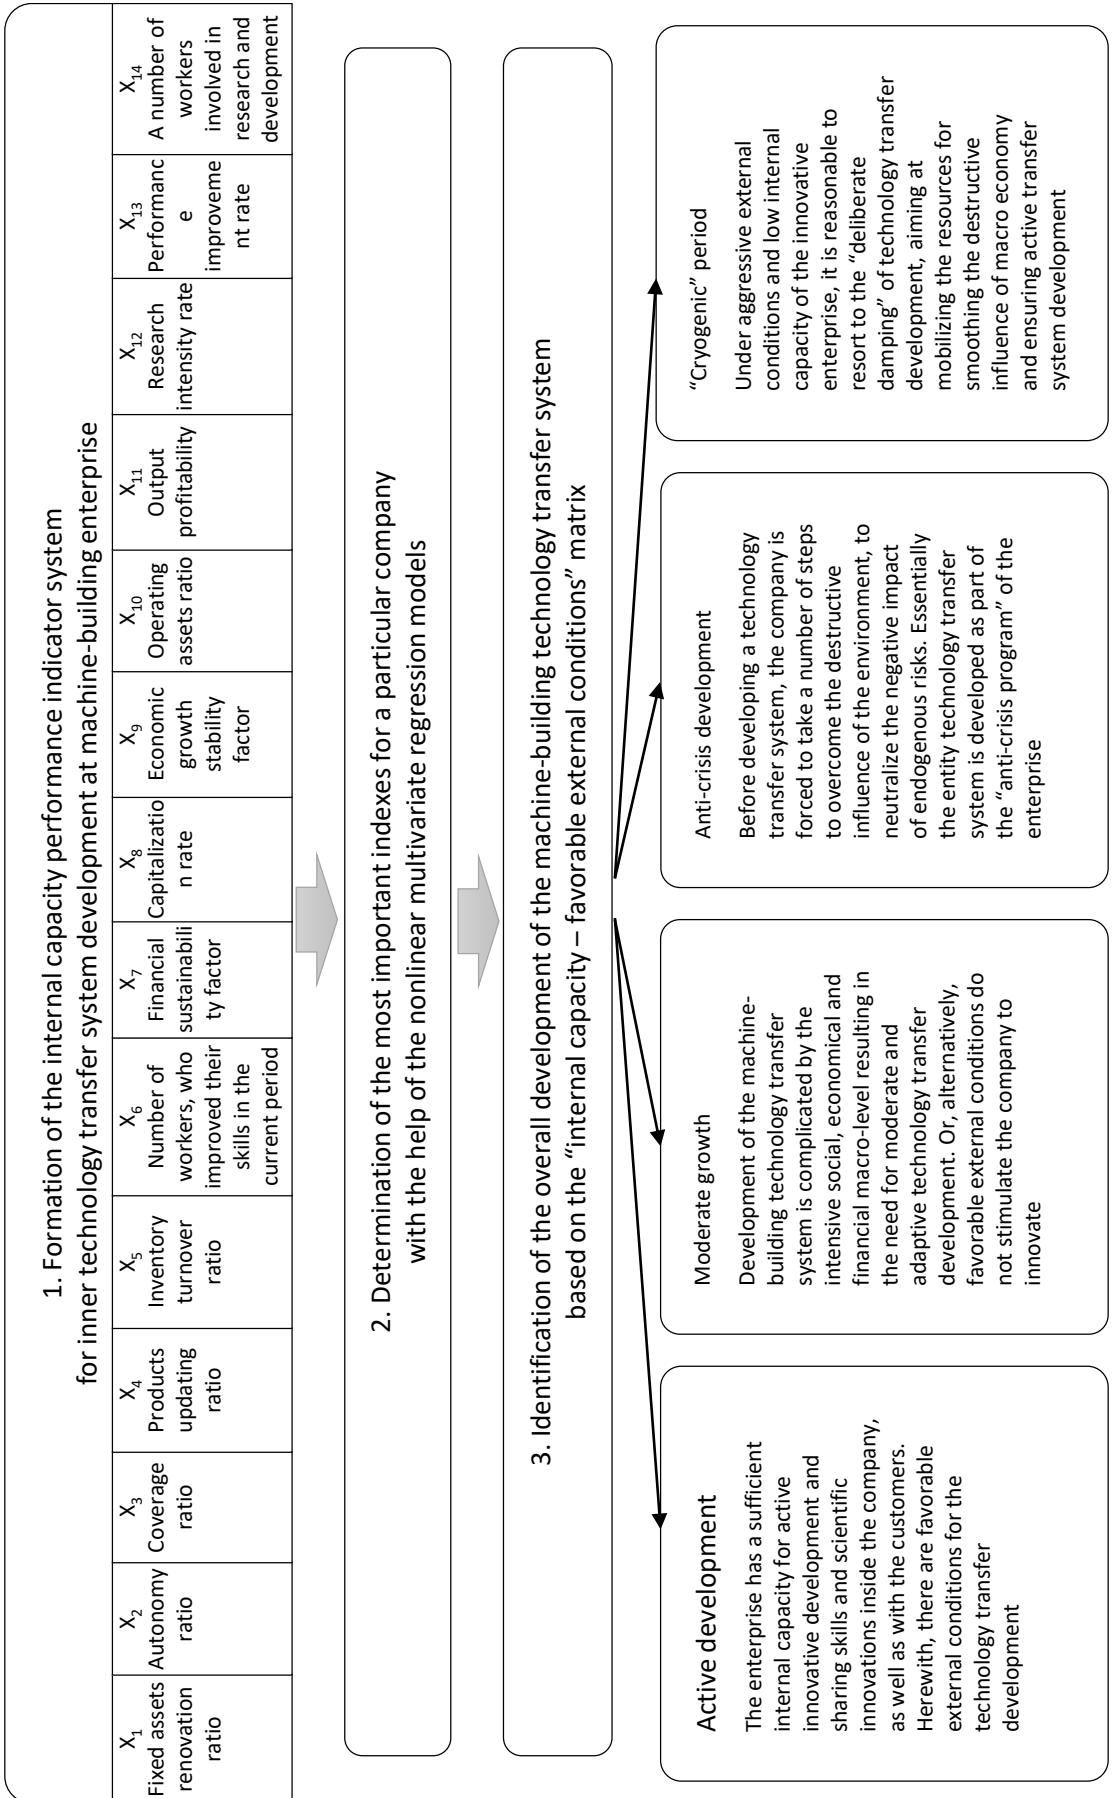 1. Formation of the internal capacity performance indicator system
for inner technology transfer system development at machine-building enterprise
X1
Fixed assets
renovation
ratio
X2
Autonomy
ratio
X3
Coverage
ratio
X4
Products
updating
ratio
X5
Inventory
turnover
ratio
X6
Number of
workers, who
improved their
skills in the
current period
X7
Financial
sustainabili
ty factor
X8
Capitalizatio
n rate
X9
Economic
growth
stability
factor
X10
Operating
assets ratio
X11
Output
profitability
X12
Research
intensity rate
X13
Performanc
e
improveme
nt rate
X14
A number of
workers
involved in
research and
development
2. Determination of the most important indexes for a particular company
with the help of the nonlinear multivariate regression models
3. Identification of the overall development of the machine-building technology transfer system
based on the “internal capacity – favorable external conditions” matrix
Active development
The enterprise has a sufficient
internal capacity for active
innovative development and
sharing skills and scientific
innovations inside the company,
as well as with the customers.
Herewith, there are favorable
external conditions for the
technology transfer
development
Moderate growth
Development of the machine-
building technology transfer
system is complicated by the
intensive social, economical and
financial macro-level resulting in
the need for moderate and
adaptive technology transfer
development. Or, alternatively,
favorable external conditions do
not stimulate the company to
innovate
Anti-crisis development
Before developing a technology
transfer system, the company is
forced to take a number of steps
to overcome the destructive
influence of the environment, to
neutralize the negative impact
of endogenous risks. Essentially
the entity technology transfer
system is developed as part of
the “anti-crisis program” of the
enterprise
“Cryogenic” period
Under aggressive external
conditions and low internal
capacity of the innovative
enterprise, it is reasonable to
resort to the “deliberate
damping” of technology transfer
development, aiming at
mobilizing the resources for
smoothing the destructive
influence of macro economy
and ensuring active transfer
system development